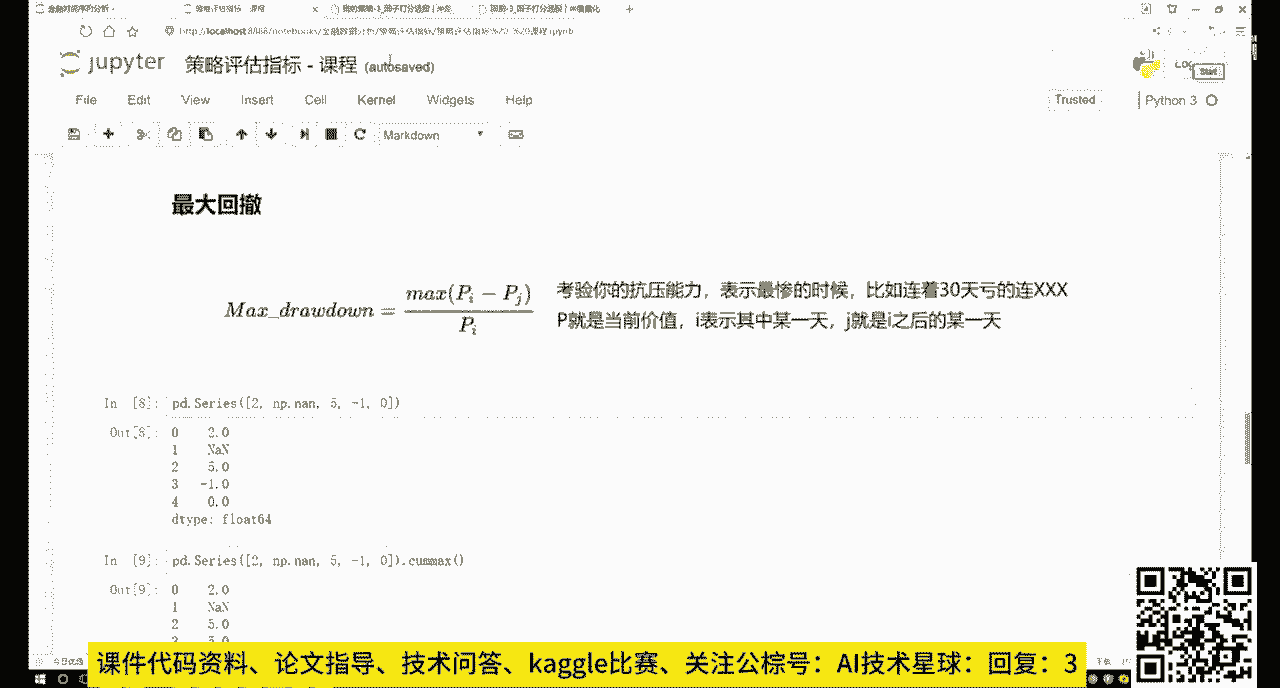 http://localhost:8888/notebooks/
jupyter 策略评估指标 - 课程 (autosaved)
Start
File Edit View Insert Cell Kernel Widgets Help
Trusted
Python 3
Markdown
最大回撤
Max_drawdown = max(P_i − P_j) / P_i
考验你的抗压能力，表示最惨的时候，比如连着30天亏的连XXX
P就是当前价值，i表示其中某一天，j就是i之后的某一天
In [8]: pd.Series([2, np.nan, 5, -1, 0])
Out[8]: 0 2.0
1 NaN
2 5.0
3 -1.0
4 0.0
dtype: float64
In [9]: pd.Series([2, np.nan, 5, -1, 0]).cummax()
Out[9]: 0 2.0
1 NaN
2 5.0
课件代码资料、论文指导、技术问答、kaggle比赛、关注公棕号：AI技术星球：回复：3